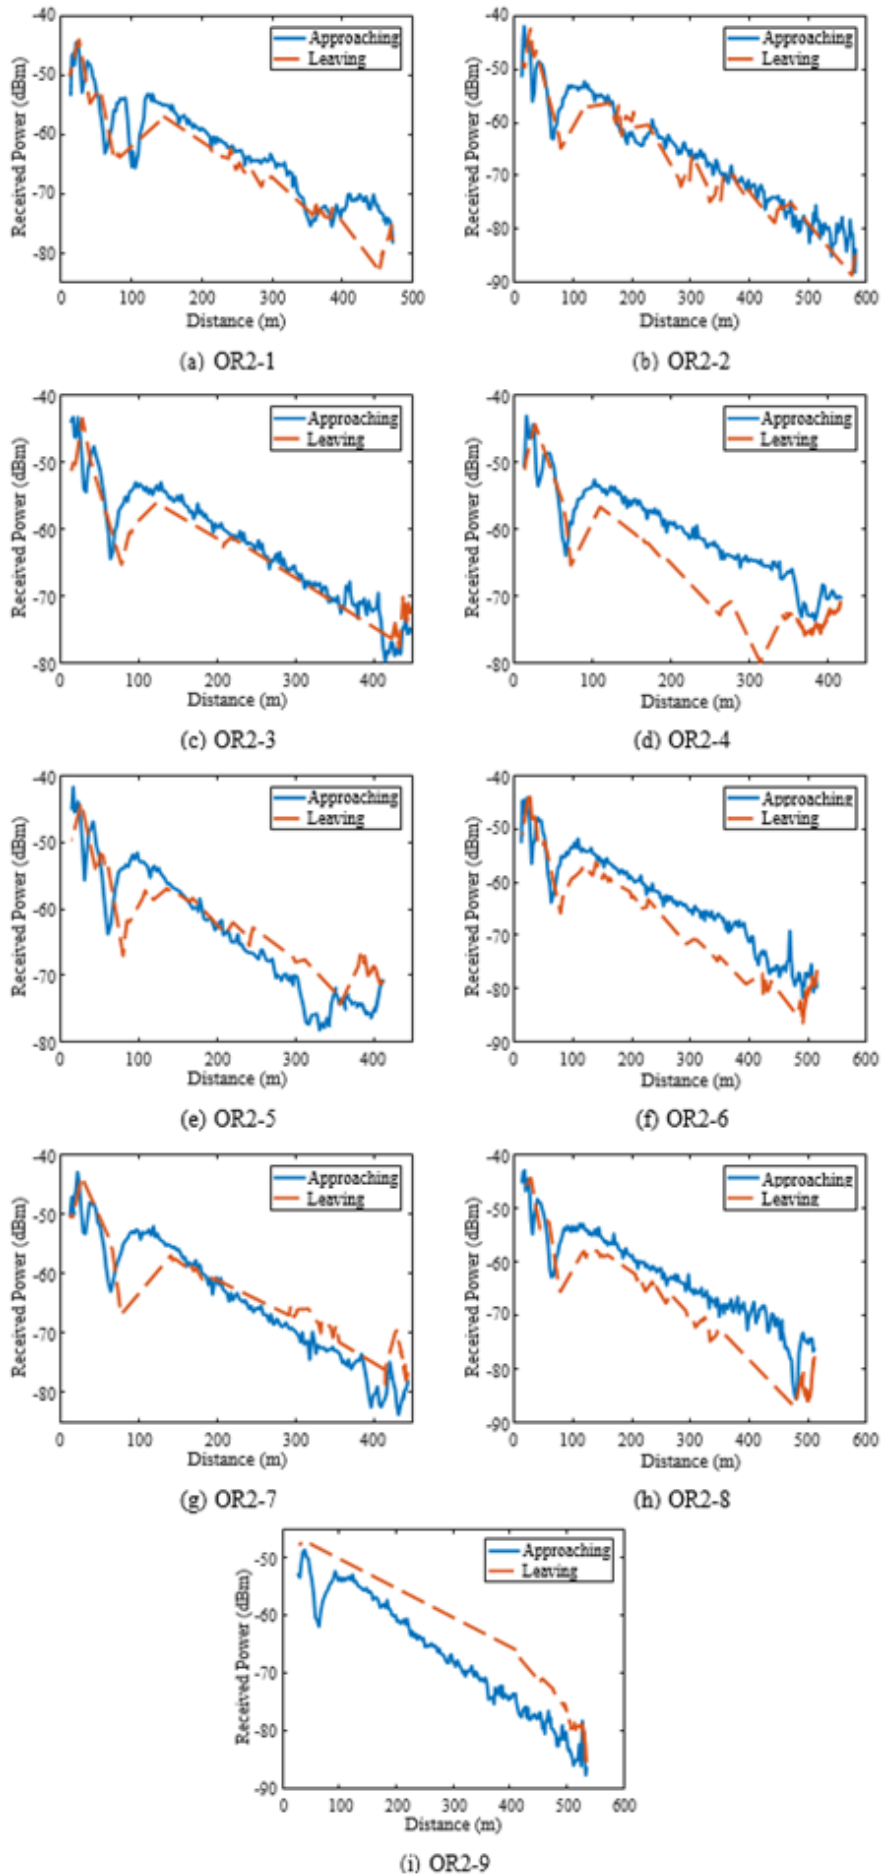 Received Power (dBm)
-40
-50
-60
-70
-80
Approaching
Leaving
0 100 200 300 400 500
Distance (m)
(a) OR2-1
Received Power (dBm)
-40
-50
-60
-70
-80
-90
Approaching
Leaving
0 100 200 300 400 500 600
Distance (m)
(b) OR2-2
Received Power (dBm)
-40
-50
-60
-70
-80
Approaching
Leaving
0 100 200 300 400
Distance (m)
(c) OR2-3
Received Power (dBm)
-40
-50
-60
-70
-80
Approaching
Leaving
0 100 200 300 400
Distance (m)
(d) OR2-4
Received Power (dBm)
-40
-50
-60
-70
-80
Approaching
Leaving
0 100 200 300 400
Distance (m)
(e) OR2-5
Received Power (dBm)
-40
-50
-60
-70
-80
-90
Approaching
Leaving
0 100 200 300 400 500 600
Distance (m)
(f) OR2-6
Received Power (dBm)
-40
-50
-60
-70
-80
Approaching
Leaving
0 100 200 300 400
Distance (m)
(g) OR2-7
Received Power (dBm)
-40
-50
-60
-70
-80
-90
Approaching
Leaving
0 100 200 300 400 500 600
Distance (m)
(h) OR2-8
Received Power (dBm)
-50
-60
-70
-80
-90
Approaching
Leaving
0 100 200 300 400 500 600
Distance (m)
(i) OR2-9